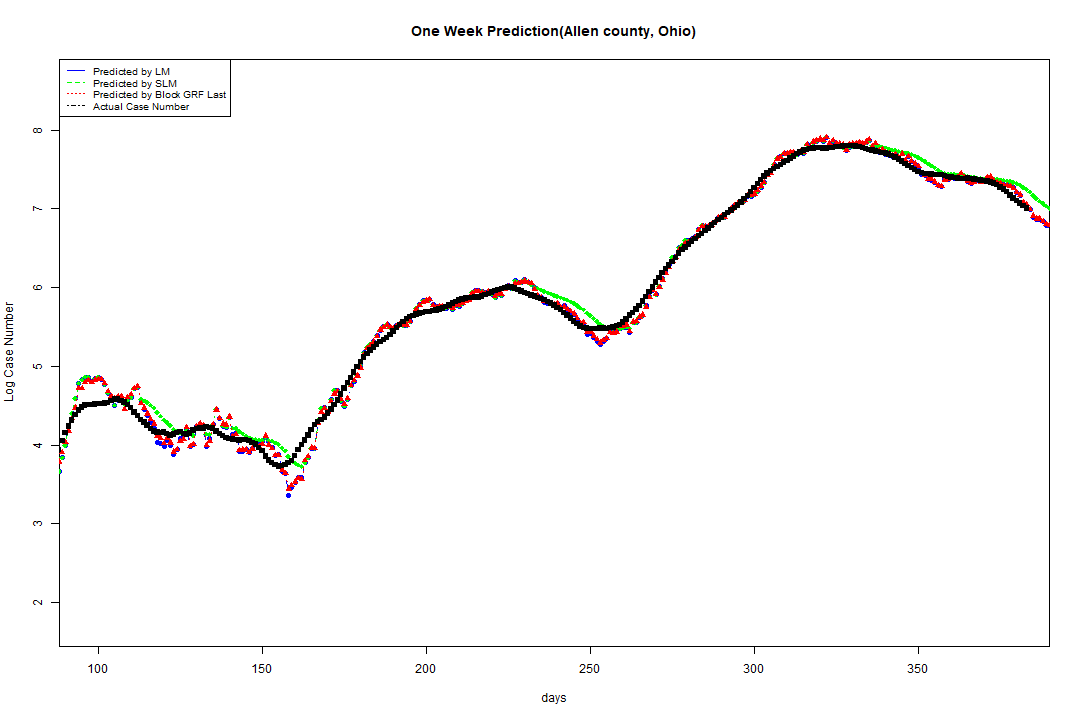 One Week Prediction(Allen county, Ohio)
Predicted by LM
Predicted by SLM
Predicted by Block GRF Last
Actual Case Number
8
7
6
5
4
3
2
Log Case Number
100 150 200 250 300 350
days